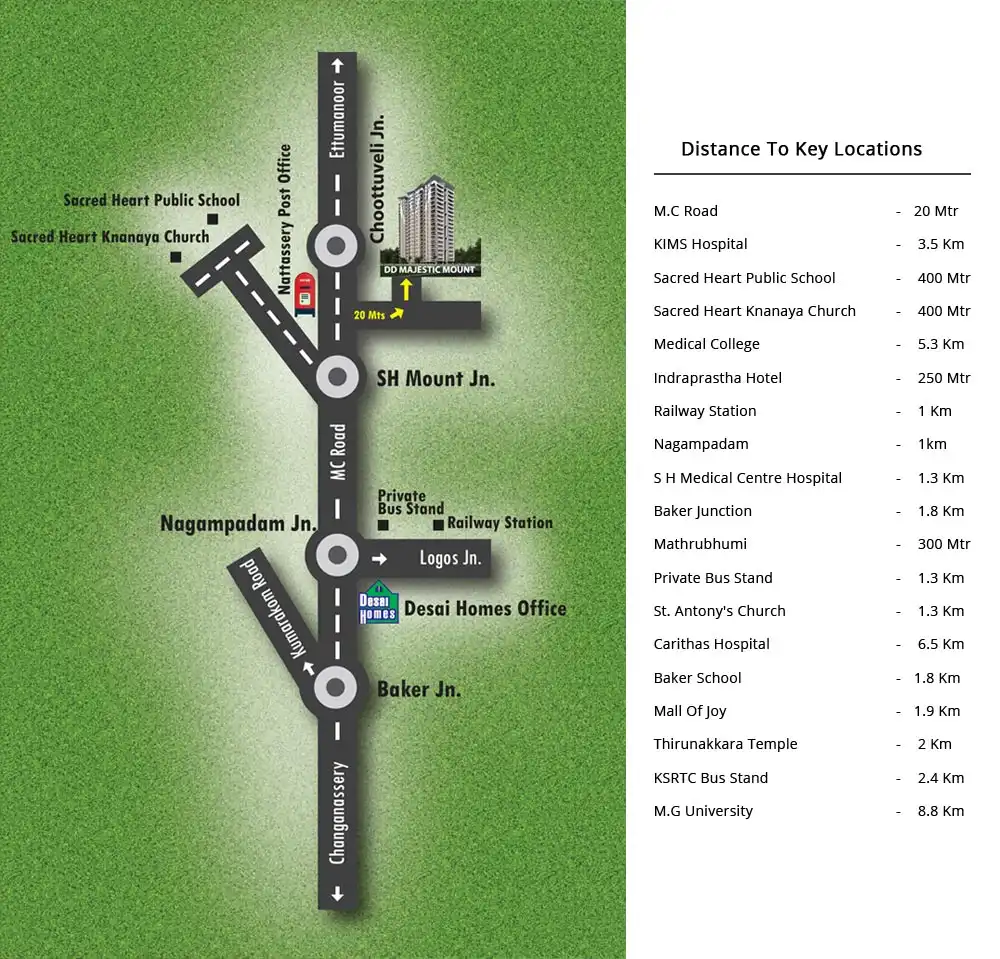 Ettumanoor
Choottuveli Jn.
Nattassery Post Office
Sacred Heart Public School
Sacred Heart Knanaya Church
DD MAJESTIC MOUNT
20 Mts
SH Mount Jn.
MC Road
Private
Bus Stand
Railway Station
Nagampadam Jn.
Logos Jn.
Kumarakom Road
Desai
Homes
Desai Homes Office
Baker Jn.
Changanassery
Distance To Key Locations
M.C Road - 20 Mtr
KIMS Hospital - 3.5 Km
Sacred Heart Public School - 400 Mtr
Sacred Heart Knanaya Church - 400 Mtr
Medical College - 5.3 Km
Indraprastha Hotel - 250 Mtr
Railway Station - 1 Km
Nagampadam - 1km
S H Medical Centre Hospital - 1.3 Km
Baker Junction - 1.8 Km
Mathrubhumi - 300 Mtr
Private Bus Stand - 1.3 Km
St. Antony's Church - 1.3 Km
Carithas Hospital - 6.5 Km
Baker School - 1.8 Km
Mall Of Joy - 1.9 Km
Thirunakkara Temple - 2 Km
KSRTC Bus Stand - 2.4 Km
M.G University - 8.8 Km